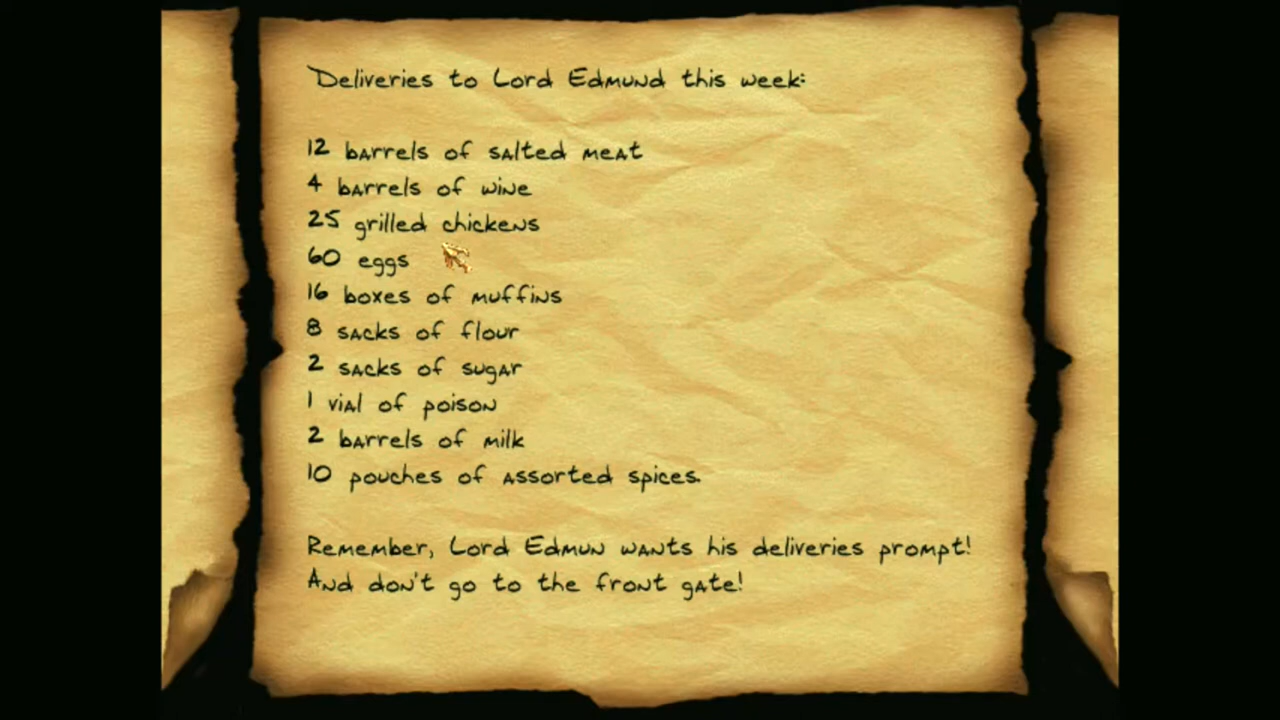 Deliveries to Lord Edmund this week:
12 barrels of salted meat
4 barrels of wine
25 grilled chickens
60 eggs
16 boxes of muffins
8 sacks of flour
2 sacks of sugar
1 vial of poison
2 barrels of milk
10 pouches of assorted spices.
Remember, Lord Edmun wants his deliveries prompt!
And don't go to the front gate!